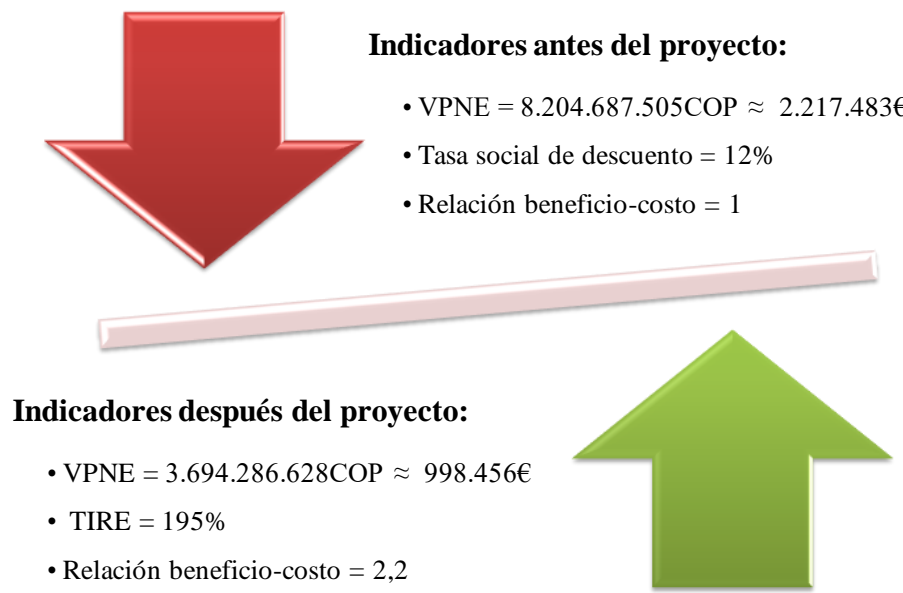 Indicadores antes del proyecto:
• VPNE = 8.204.687.505COP ≈ 2.217.483€
• Tasa social de descuento = 12%
• Relación beneficio-costo = 1
Indicadores después del proyecto:
• VPNE = 3.694.286.628COP ≈ 998.456€
• TIRE = 195%
• Relación beneficio-costo = 2,2